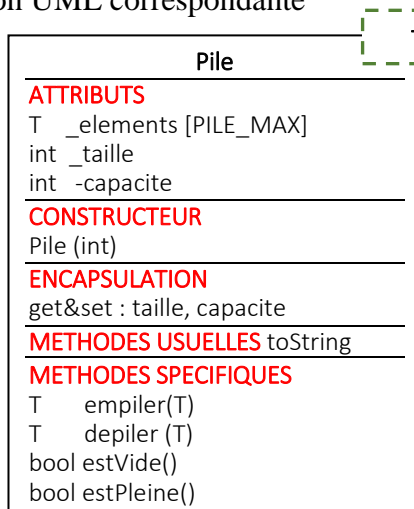 on UML correspondante
Pile
ATTRIBUTS
T _elements [PILE_MAX]
int _taille
int -capacite
CONSTRUCTEUR
Pile (int)
ENCAPSULATION
get&set : taille, capacite
METHODES USUELLES toString
METHODES SPECIFIQUES
T empiler(T)
T depiler (T)
bool estVide()
bool estPleine()